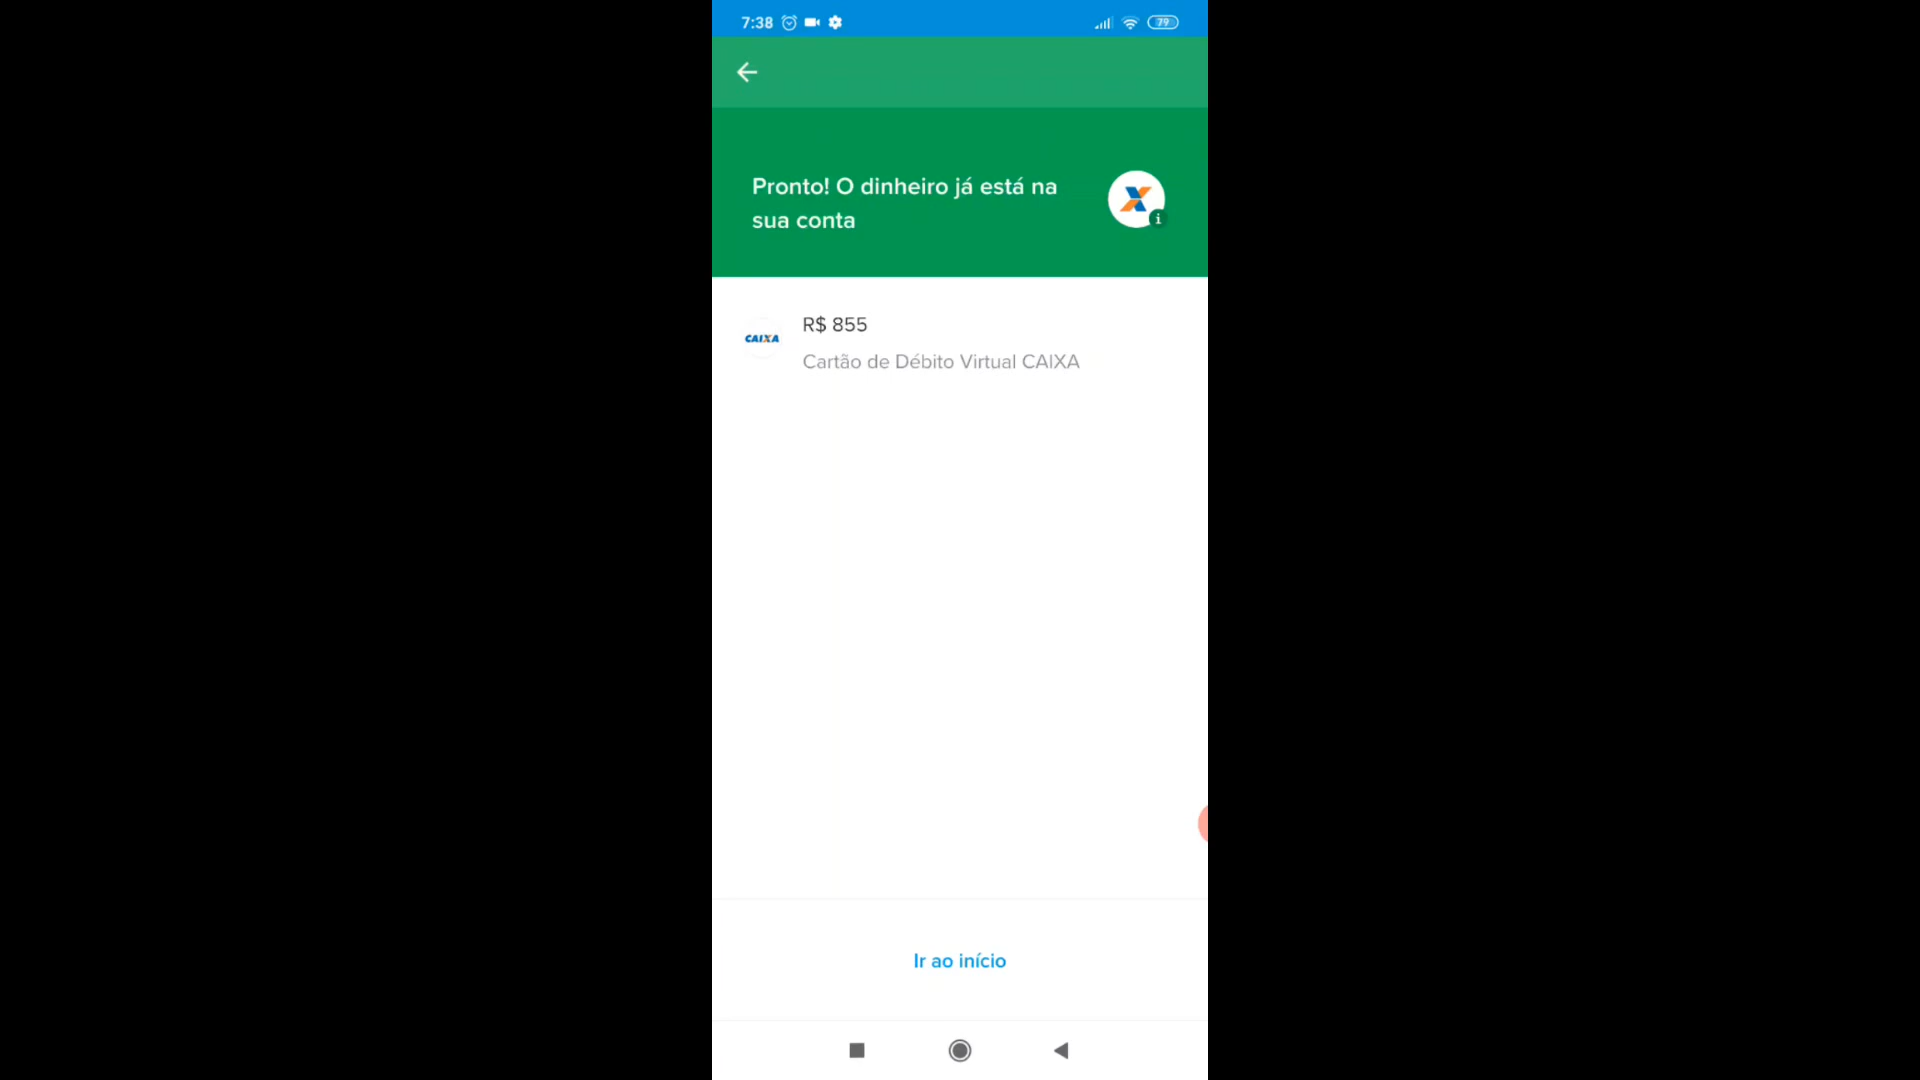 7:38
79
Pronto! O dinheiro já está na
sua conta
i
CAIXA
R$ 855
Cartão de Débito Virtual CAIXA
Ir ao início